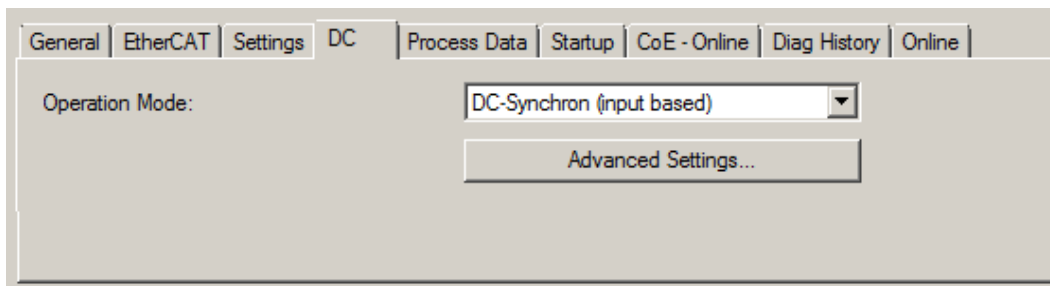 General EtherCAT Settings DC Process Data Startup CoE - Online Diag History Online
Operation Mode: DC-Synchron (input based)
Advanced Settings...